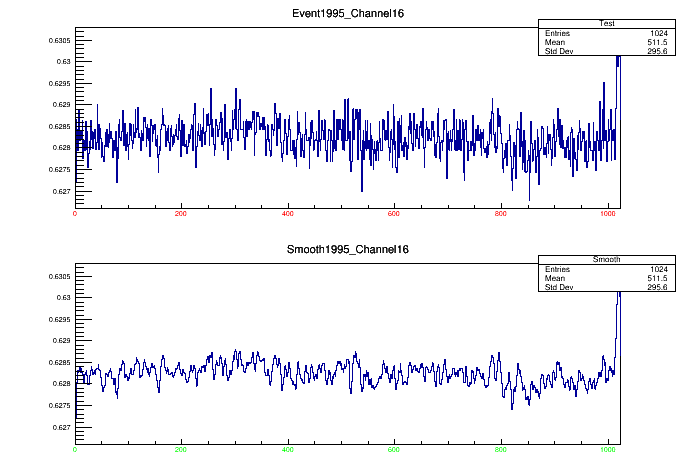 Event1995_Channel16
Test
Entries 1024
Mean 511.5
Std Dev 295.6
0.6305
0.63
0.6295
0.629
0.6285
0.628
0.6275
0.627
0 200 400 600 800 1000
Smooth1995_Channel16
Smooth
Entries 1024
Mean 511.5
Std Dev 295.6
0.6305
0.63
0.6295
0.629
0.6285
0.628
0.6275
0.627
0 200 400 600 800 1000